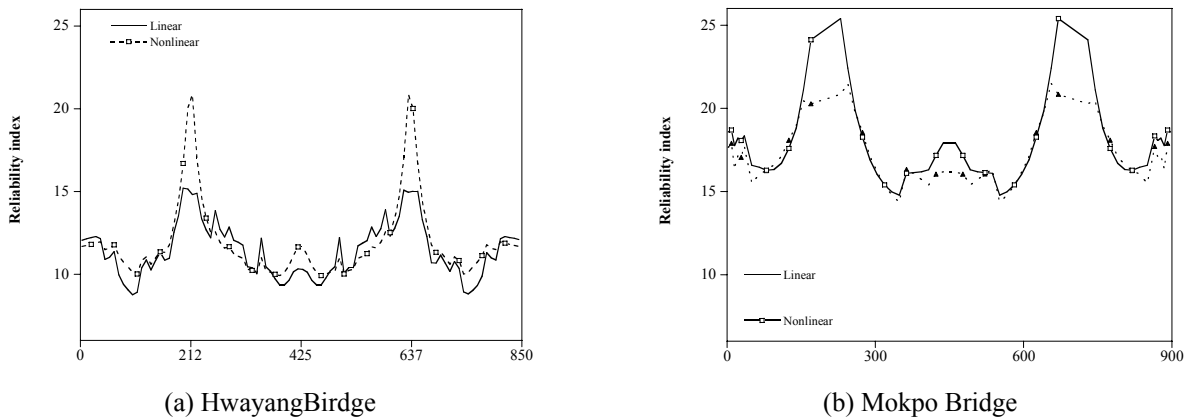 25
20
15
10
Reliability index
Linear
Nonlinear
0
212
425
637
850
(a) HwayangBirdge
25
20
15
10
Reliability index
Linear
Nonlinear
0
300
600
900
(b) Mokpo Bridge